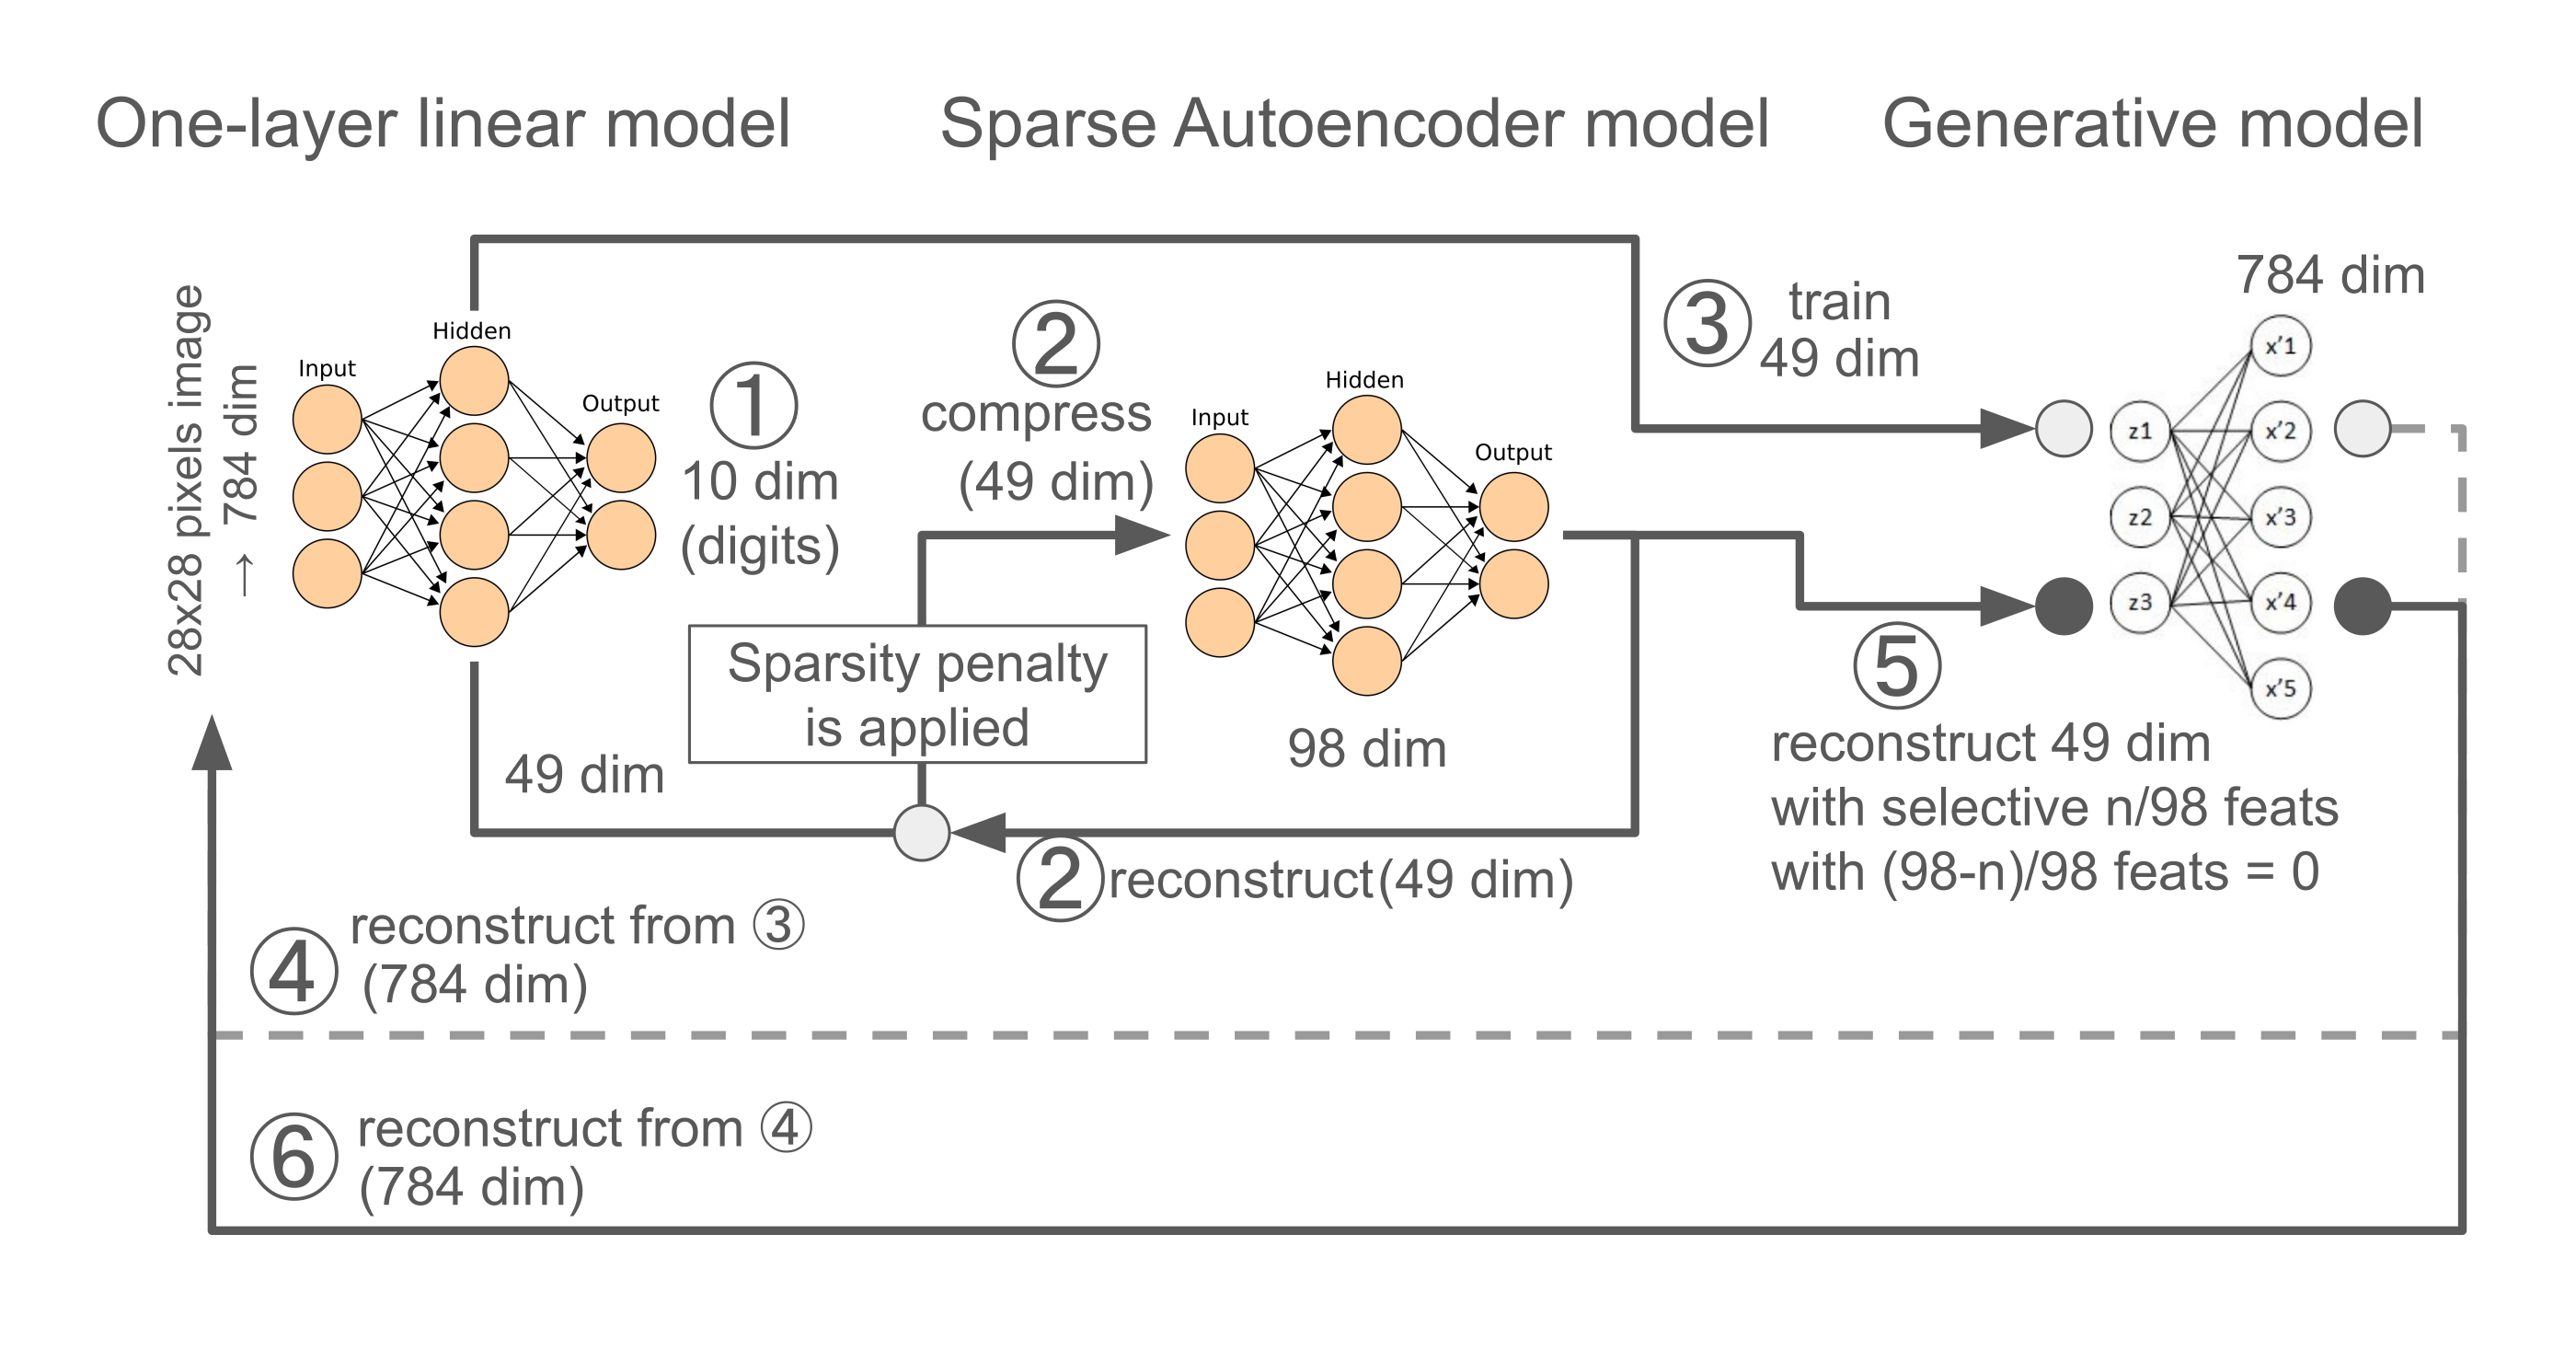 One-layer linear model
Sparse Autoencoder model
Generative model
28x28 pixels image
→ 784 dim
Input
Hidden
Output
①
10 dim
(digits)
49 dim
②
compress
(49 dim)
Sparsity penalty
is applied
Input
Hidden
Output
98 dim
② reconstruct(49 dim)
③ train
49 dim
784 dim
z1
z2
z3
x'1
x'2
x'3
x'4
x'5
⑤
reconstruct 49 dim
with selective n/98 feats
with (98-n)/98 feats = 0
④ reconstruct from ③
(784 dim)
⑥ reconstruct from ④
(784 dim)